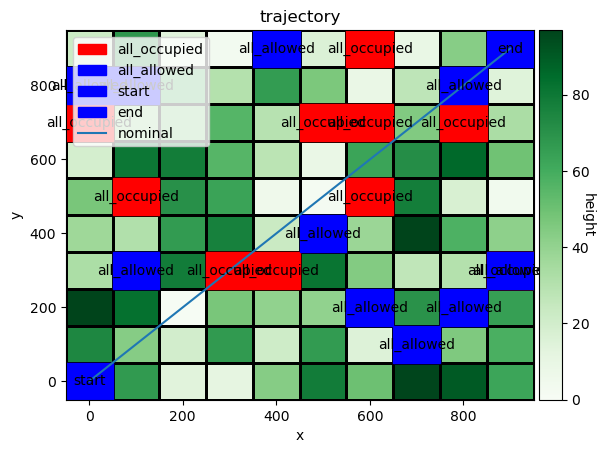 trajectory
all_occupied
all_allowed
start
end
nominal
all_allowed
all_occupied
end
all_allowed
all_occupied
all_occupied
all_occupied
all_occupied
all_occupied
all_occupied
all_allowed
all_allowed
all_occupied
all_occupied
all_allowed
all_allowed
all_allowed
all_allowed
start
0
200
400
600
800
y
0
200
400
600
800
x
0
20
40
60
80
height